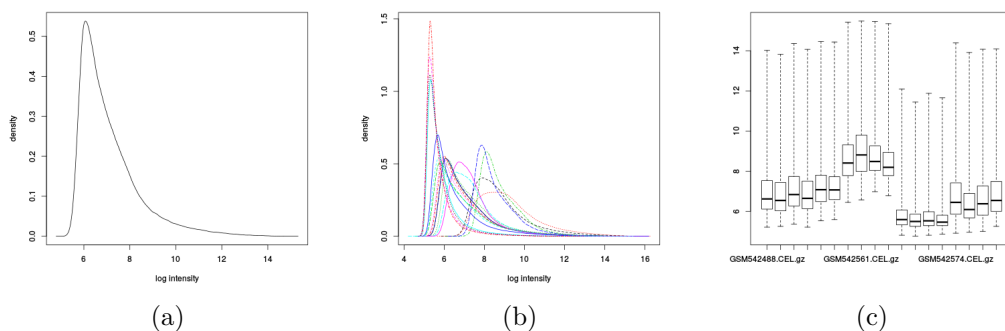 density
0.0 0.1 0.2 0.3 0.4 0.5
6 8 10 12 14
log intensity
(a)
density
0.0 0.5 1.0 1.5
4 6 8 10 12 14 16
log intensity
(b)
6 8 10 12 14
GSM542488.CEL.gz GSM542561.CEL.gz GSM542574.CEL.gz
(c)